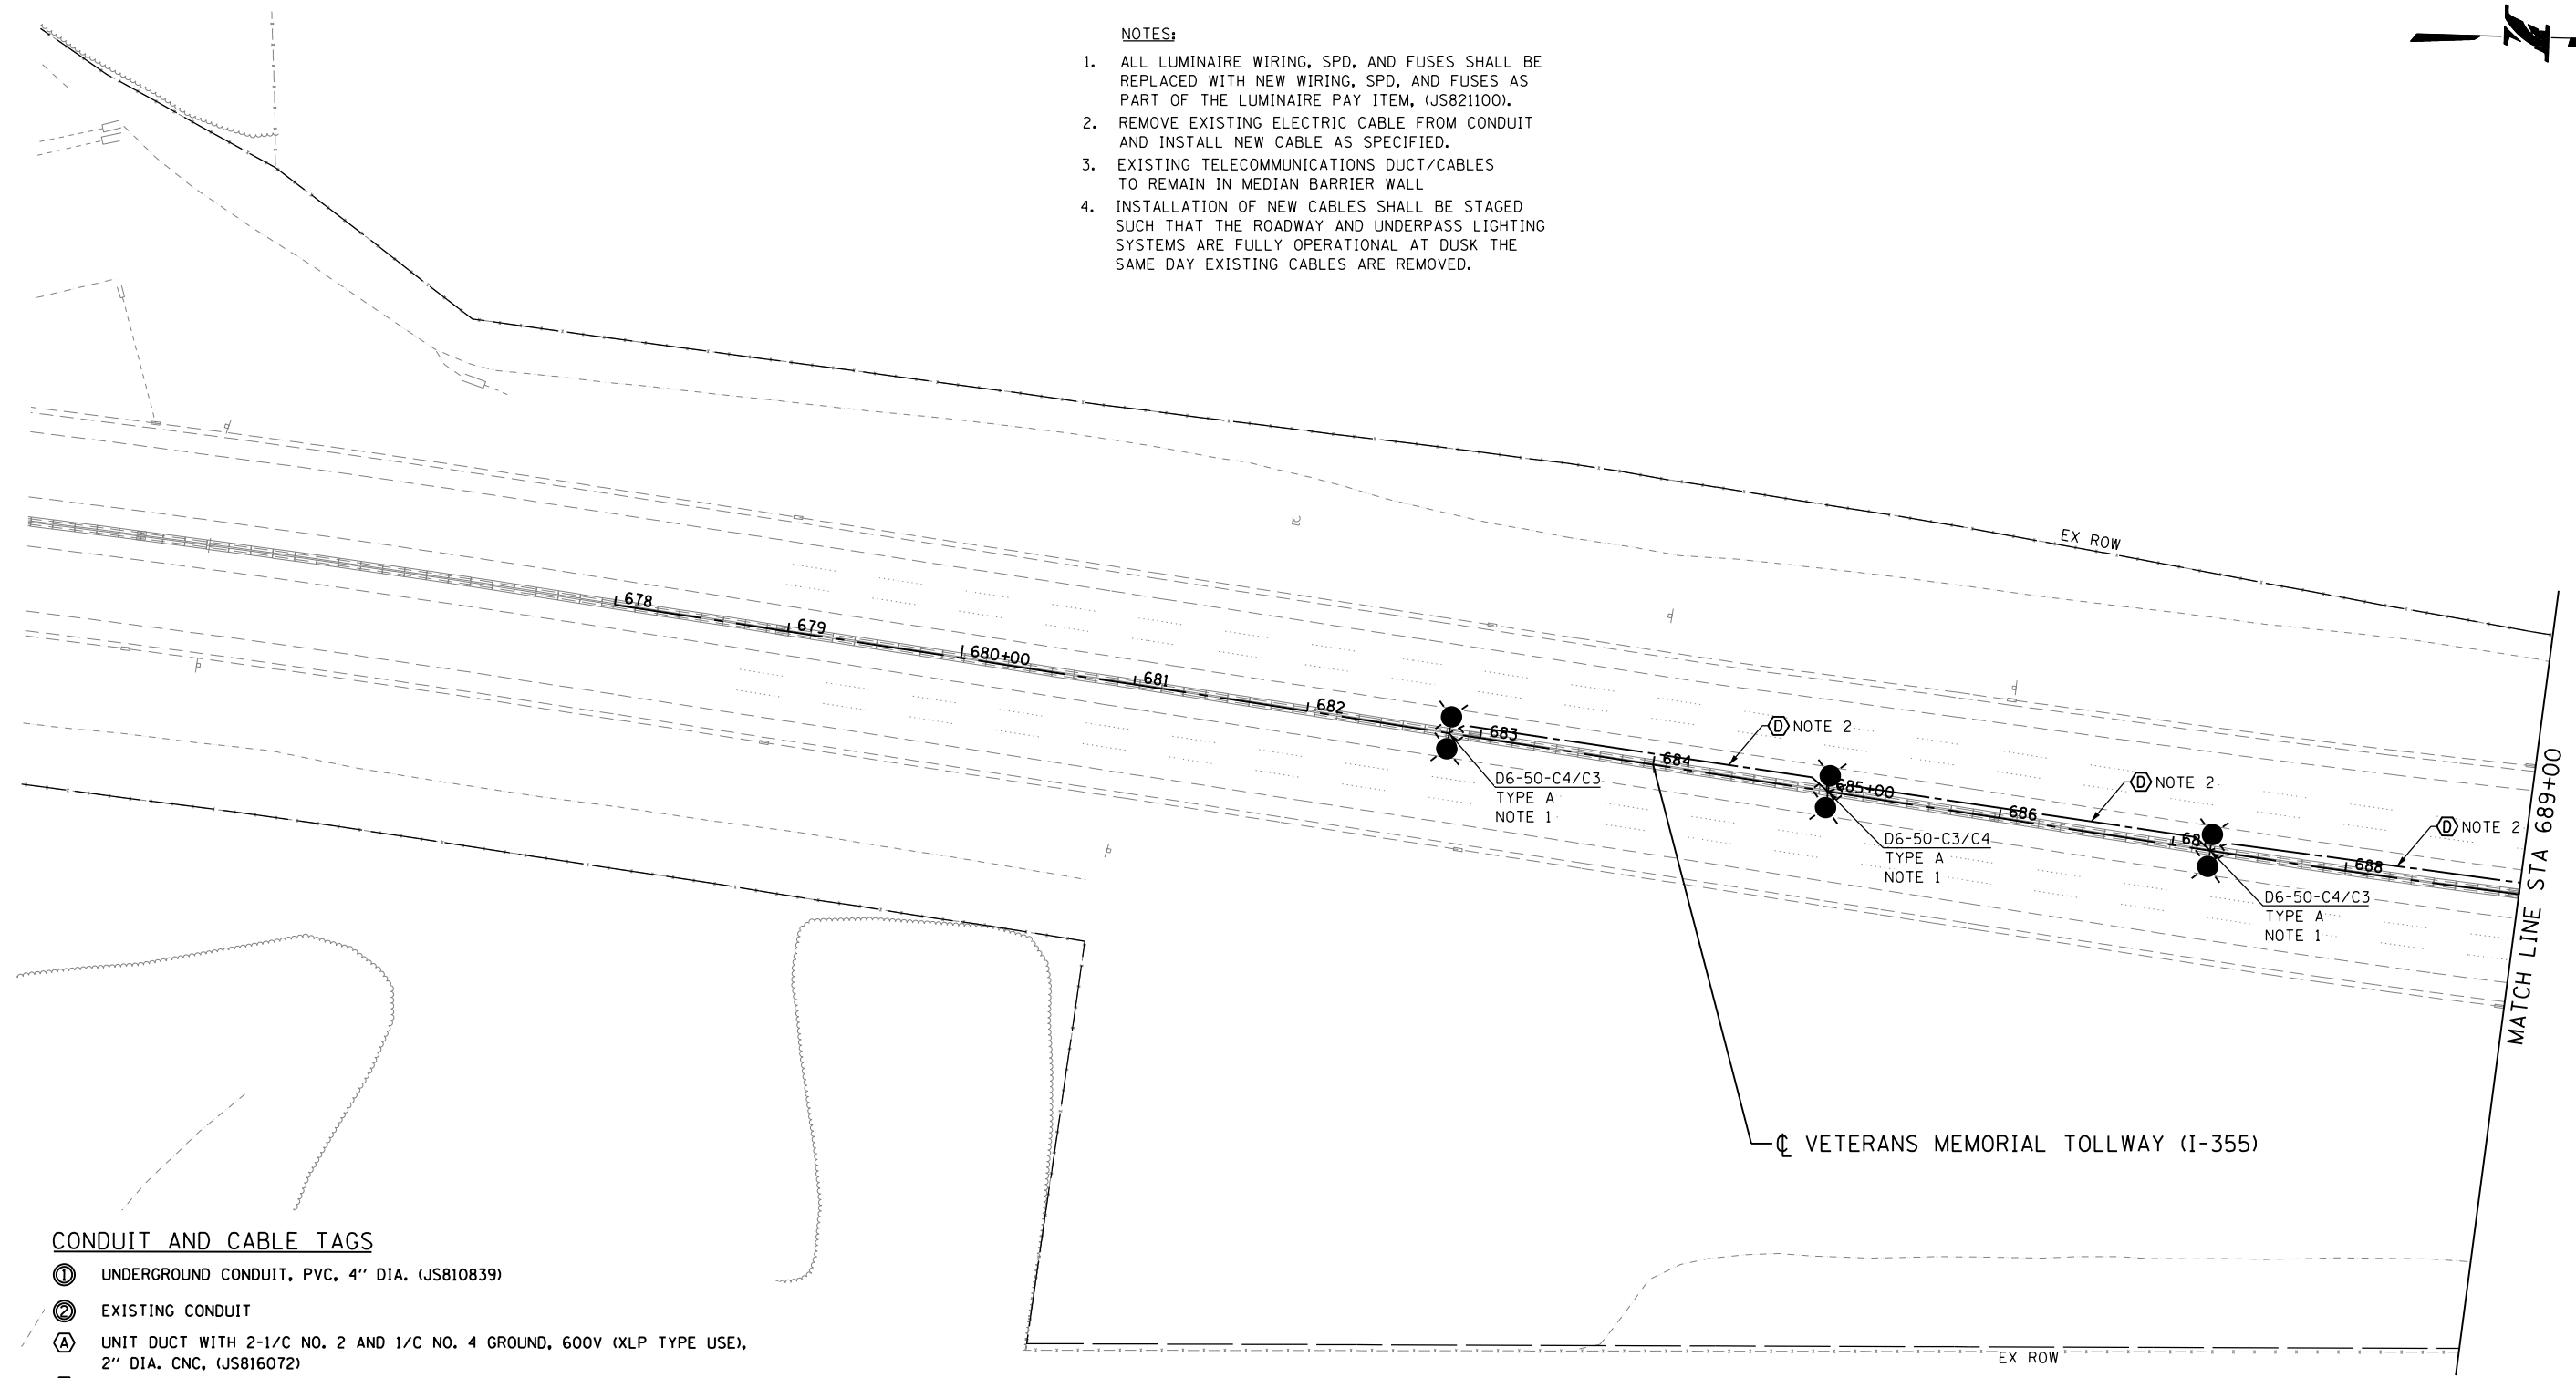 NOTES:
1. ALL LUMINAIRE WIRING, SPD, AND FUSES SHALL BE
REPLACED WITH NEW WIRING, SPD, AND FUSES AS
PART OF THE LUMINAIRE PAY ITEM, (JS821100).
2. REMOVE EXISTING ELECTRIC CABLE FROM CONDUIT
AND INSTALL NEW CABLE AS SPECIFIED.
3. EXISTING TELECOMMUNICATIONS DUCT/CABLES
TO REMAIN IN MEDIAN BARRIER WALL
4. INSTALLATION OF NEW CABLES SHALL BE STAGED
SUCH THAT THE ROADWAY AND UNDERPASS LIGHTING
SYSTEMS ARE FULLY OPERATIONAL AT DUSK THE
SAME DAY EXISTING CABLES ARE REMOVED.
EX ROW
678
679
680+00
681
682
683
684
685+00
686
688
D NOTE 2
D NOTE 2
D NOTE 2
D6-50-C4/C3
TYPE A
NOTE 1
D6-50-C3/C4
TYPE A
NOTE 1
D6-50-C4/C3
TYPE A
NOTE 1
MATCH LINE STA 689+00
℄ VETERANS MEMORIAL TOLLWAY (I-355)
EX ROW
CONDUIT AND CABLE TAGS
1 UNDERGROUND CONDUIT, PVC, 4'' DIA. (JS810839)
2 EXISTING CONDUIT
A UNIT DUCT WITH 2-1/C NO. 2 AND 1/C NO. 4 GROUND, 600V (XLP TYPE USE),
2'' DIA. CNC, (JS816072)